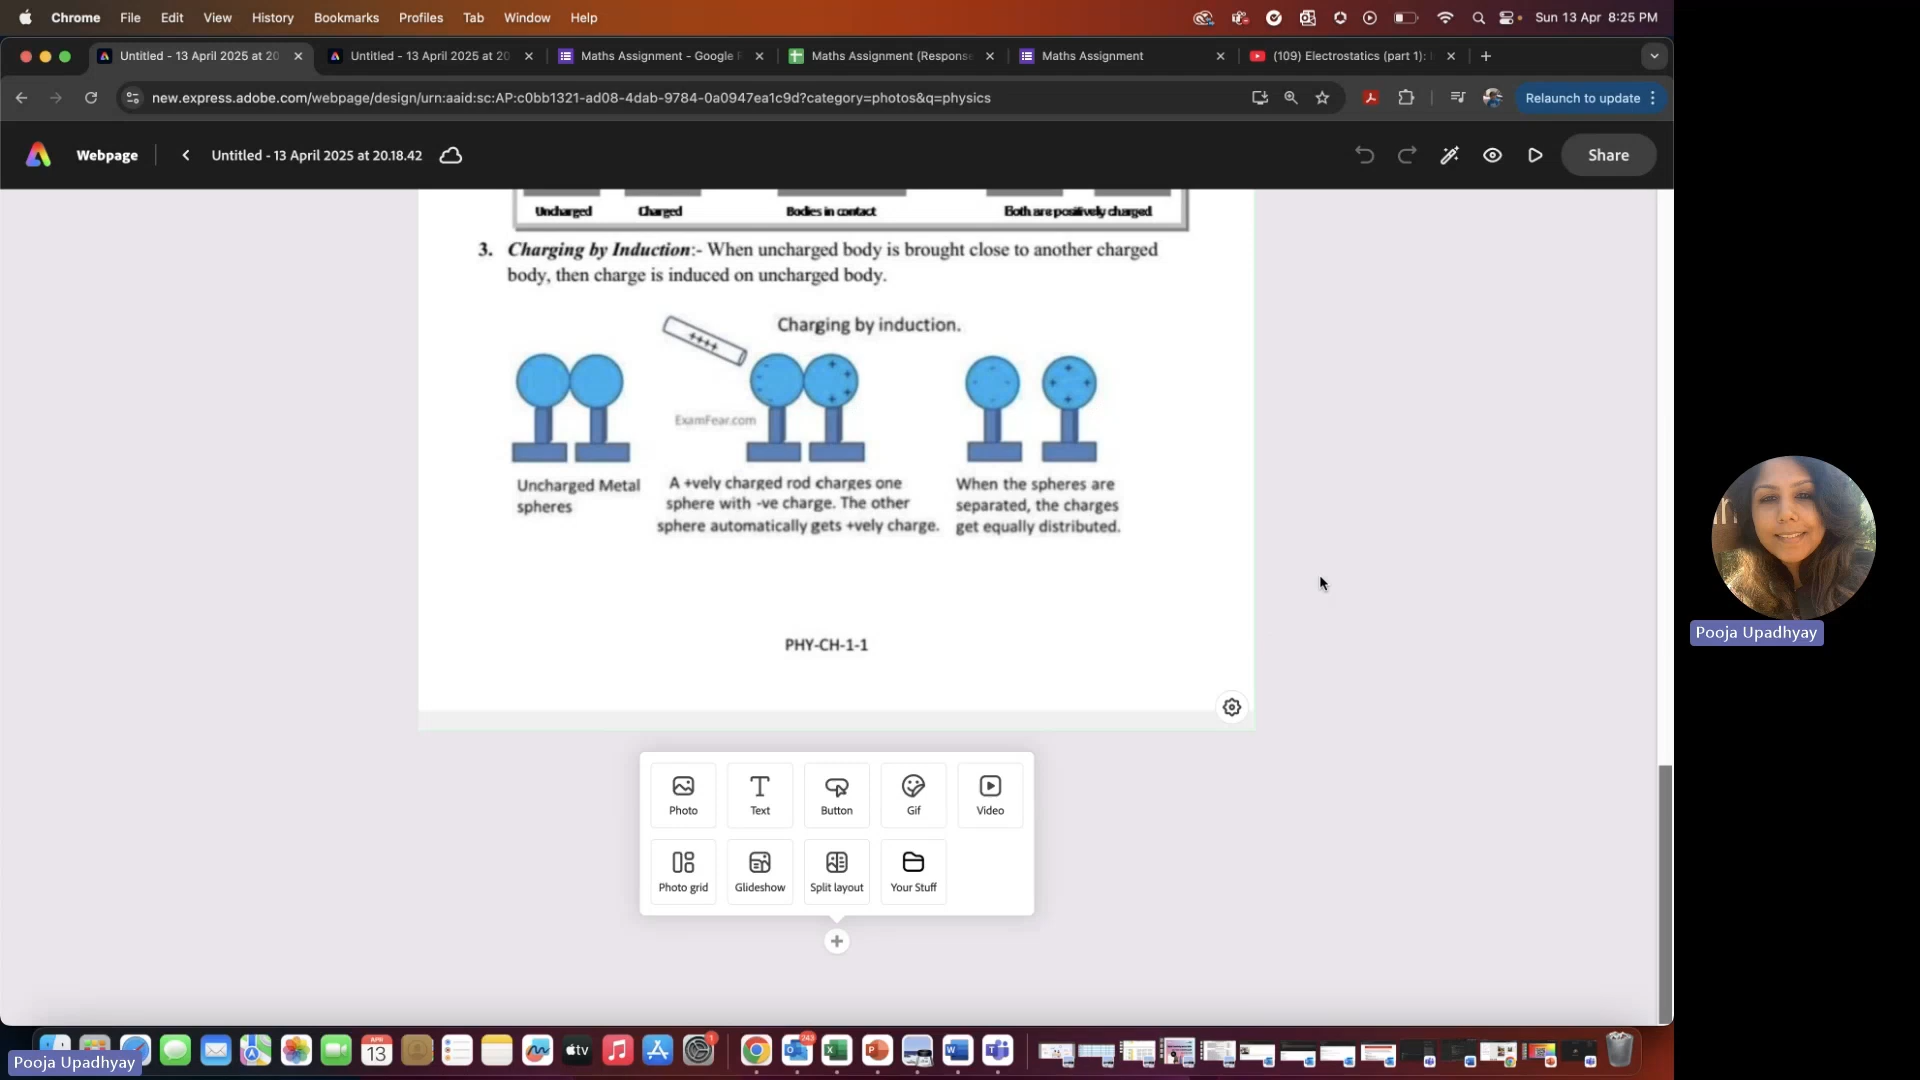 Chrome File Edit View History Bookmarks Profiles Tab Window Help
Sun 13 Apr 8:25 PM
Untitled - 13 April 2025 at 20
Untitled - 13 April 2025 at 20
Maths Assignment - Google F
Maths Assignment (Response
Maths Assignment
(109) Electrostatics (part 1):
new.express.adobe.com/webpage/design/urn:aaid:sc:AP:c0bb1321-ad08-4dab-9784-0a0947ea1c9d?category=photos&q=physics
Relaunch to update
Webpage
Untitled - 13 April 2025 at 20.18.42
Share
Uncharged Charged Bodies in contact Both are positively charged
3. Charging by Induction:- When uncharged body is brought close to another charged
body, then charge is induced on uncharged body.
Charging by induction.
ExamFear.com
Uncharged Metal
spheres
A +vely charged rod charges one
sphere with -ve charge. The other
sphere automatically gets +vely charge.
When the spheres are
separated, the charges
get equally distributed.
PHY-CH-1-1
Photo
Text
Button
Gif
Video
Photo grid
Glideshow
Split layout
Your Stuff
Pooja Upadhyay
APR
13
tv
1
Pooja Upadhyay